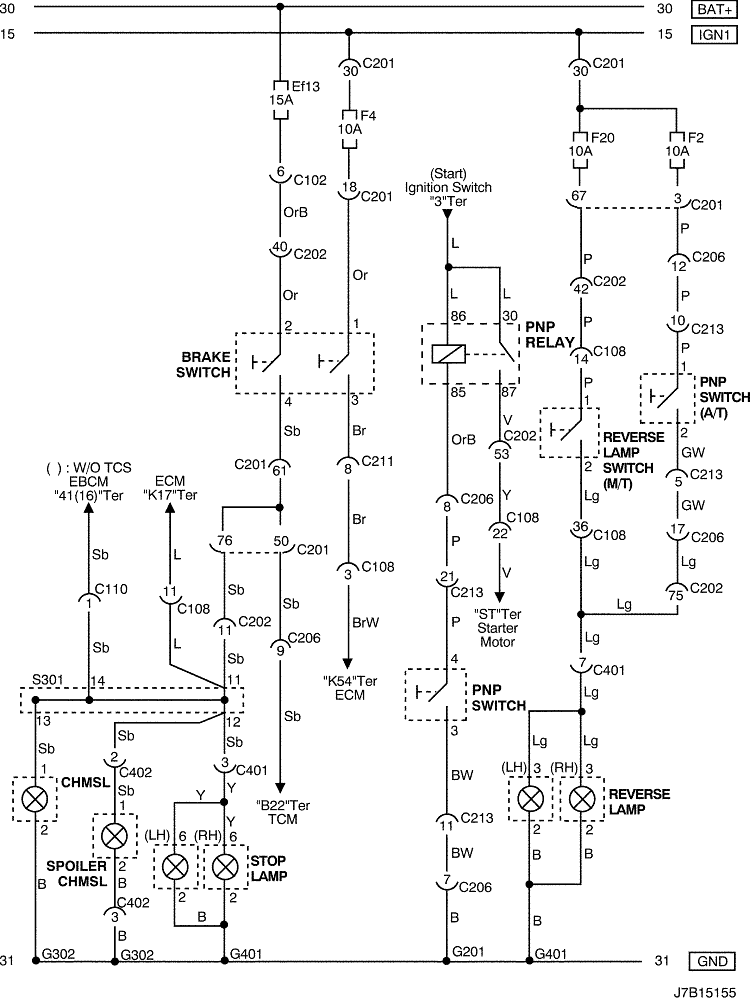 30
30 BAT+
15
15 IGN1
30 C201
30 C201
Ef13
15A
F4
10A
F20
10A
F2
10A
6 C102
18 C201
(Start)
Ignition Switch
"3"Ter
67
3 C201
OrB
P
40 C202
L
P
12 C206
42 C202
Or
Or
L
L
P
P
10 C213
2
1
86
30
PNP
RELAY
14 C108
P
BRAKE
SWITCH
P
1
PNP
SWITCH
(A/T)
4
3
85
87
1
2
Sb
Br
OrB
V
C202
53
REVERSE
LAMP
SWITCH
(M/T)
GW
C201 61
8 C211
2
C213
5
( ) : W/O TCS
EBCM
"41(16)"Ter
ECM
"K17"Ter
Y
Lg
GW
8 C206
Br
C108
22
36 C108
17 C206
76
50 C201
P
Sb
L
V
Lg
Lg
21 C213
3 C108
C110
1
11 C108
Sb
Sb
C202
75
"ST"Ter
Starter
Motor
Lg
11 C202
BrW
P
Lg
Sb
L
Sb
C206
9
4
7 C401
S301
14
11
"K54"Ter
ECM
PNP
SWITCH
Lg
13
12
Sb
3
Sb
Sb
Lg
Lg
2 C402
3 C401
BW
(LH) 3
(RH) 3
1
CHMSL
Sb
1
Y
Y
"B22"Ter
TCM
REVERSE
LAMP
2
(LH) 6
(RH) 6
11 C213
2
2
SPOILER
CHMSL
2
STOP
LAMP
BW
B
B
B
B
2
2
7 C206
C402
3
B
B
B
B
G302
G302
G401
G201
G401
31
31 GND
J7B15155